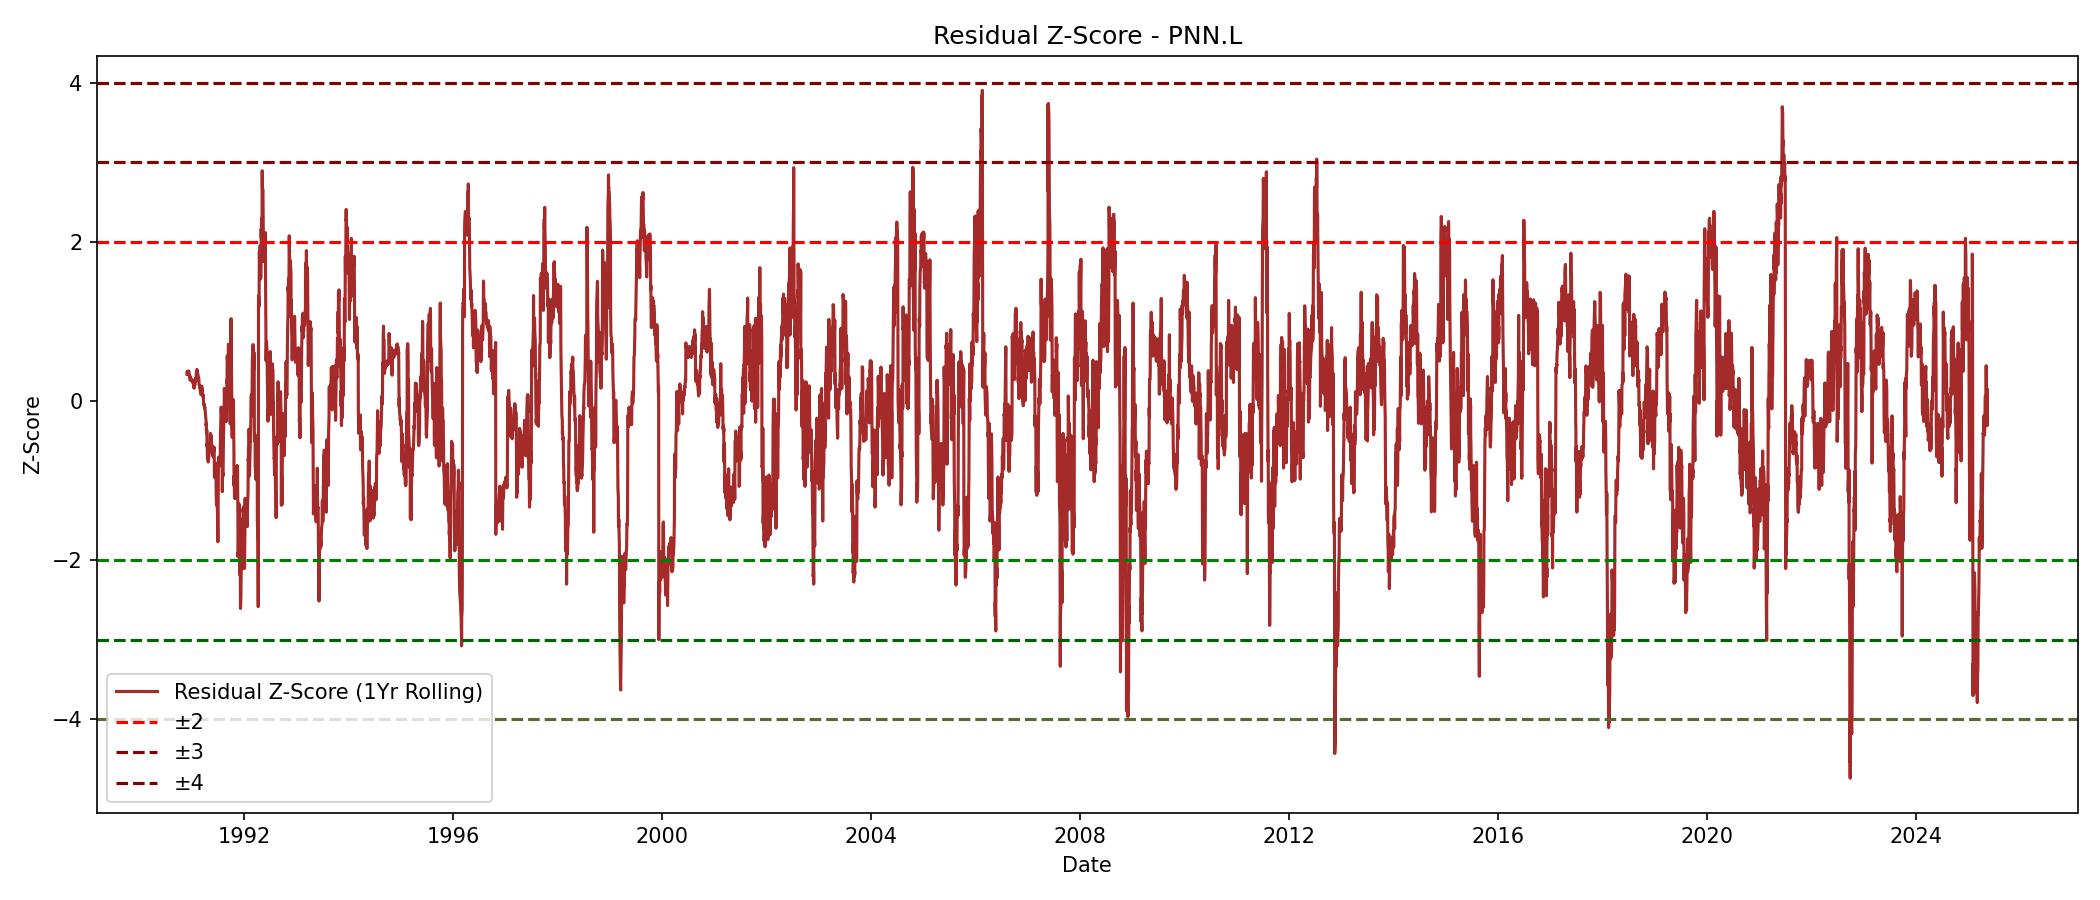 Residual Z-Score - PNN.L
4
2
0
−2
−4
Z-Score
Residual Z-Score (1Yr Rolling)
±2
±3
±4
1992 1996 2000 2004 2008 2012 2016 2020 2024
Date